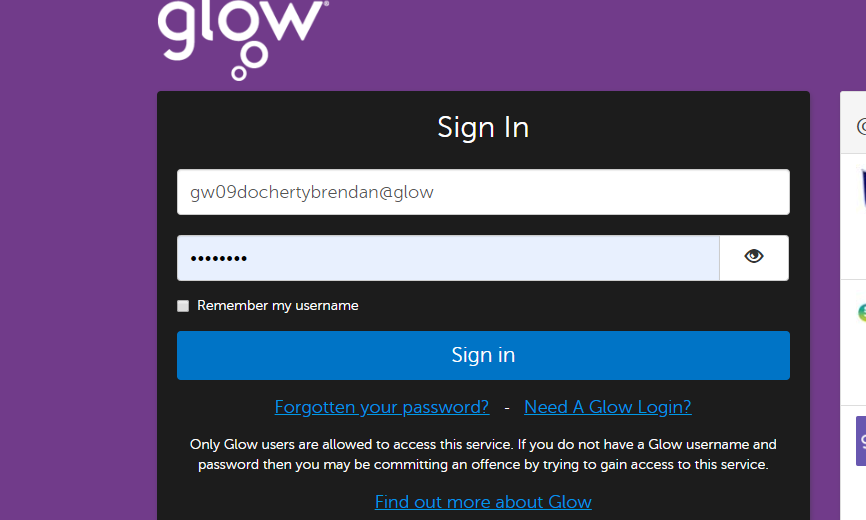 glow
Sign In
gw09dochertybrendan@glow
••••••••
Remember my username
Sign in
Forgotten your password? - Need A Glow Login?
Only Glow users are allowed to access this service. If you do not have a Glow username and
password then you may be committing an offence by trying to gain access to this service.
Find out more about Glow